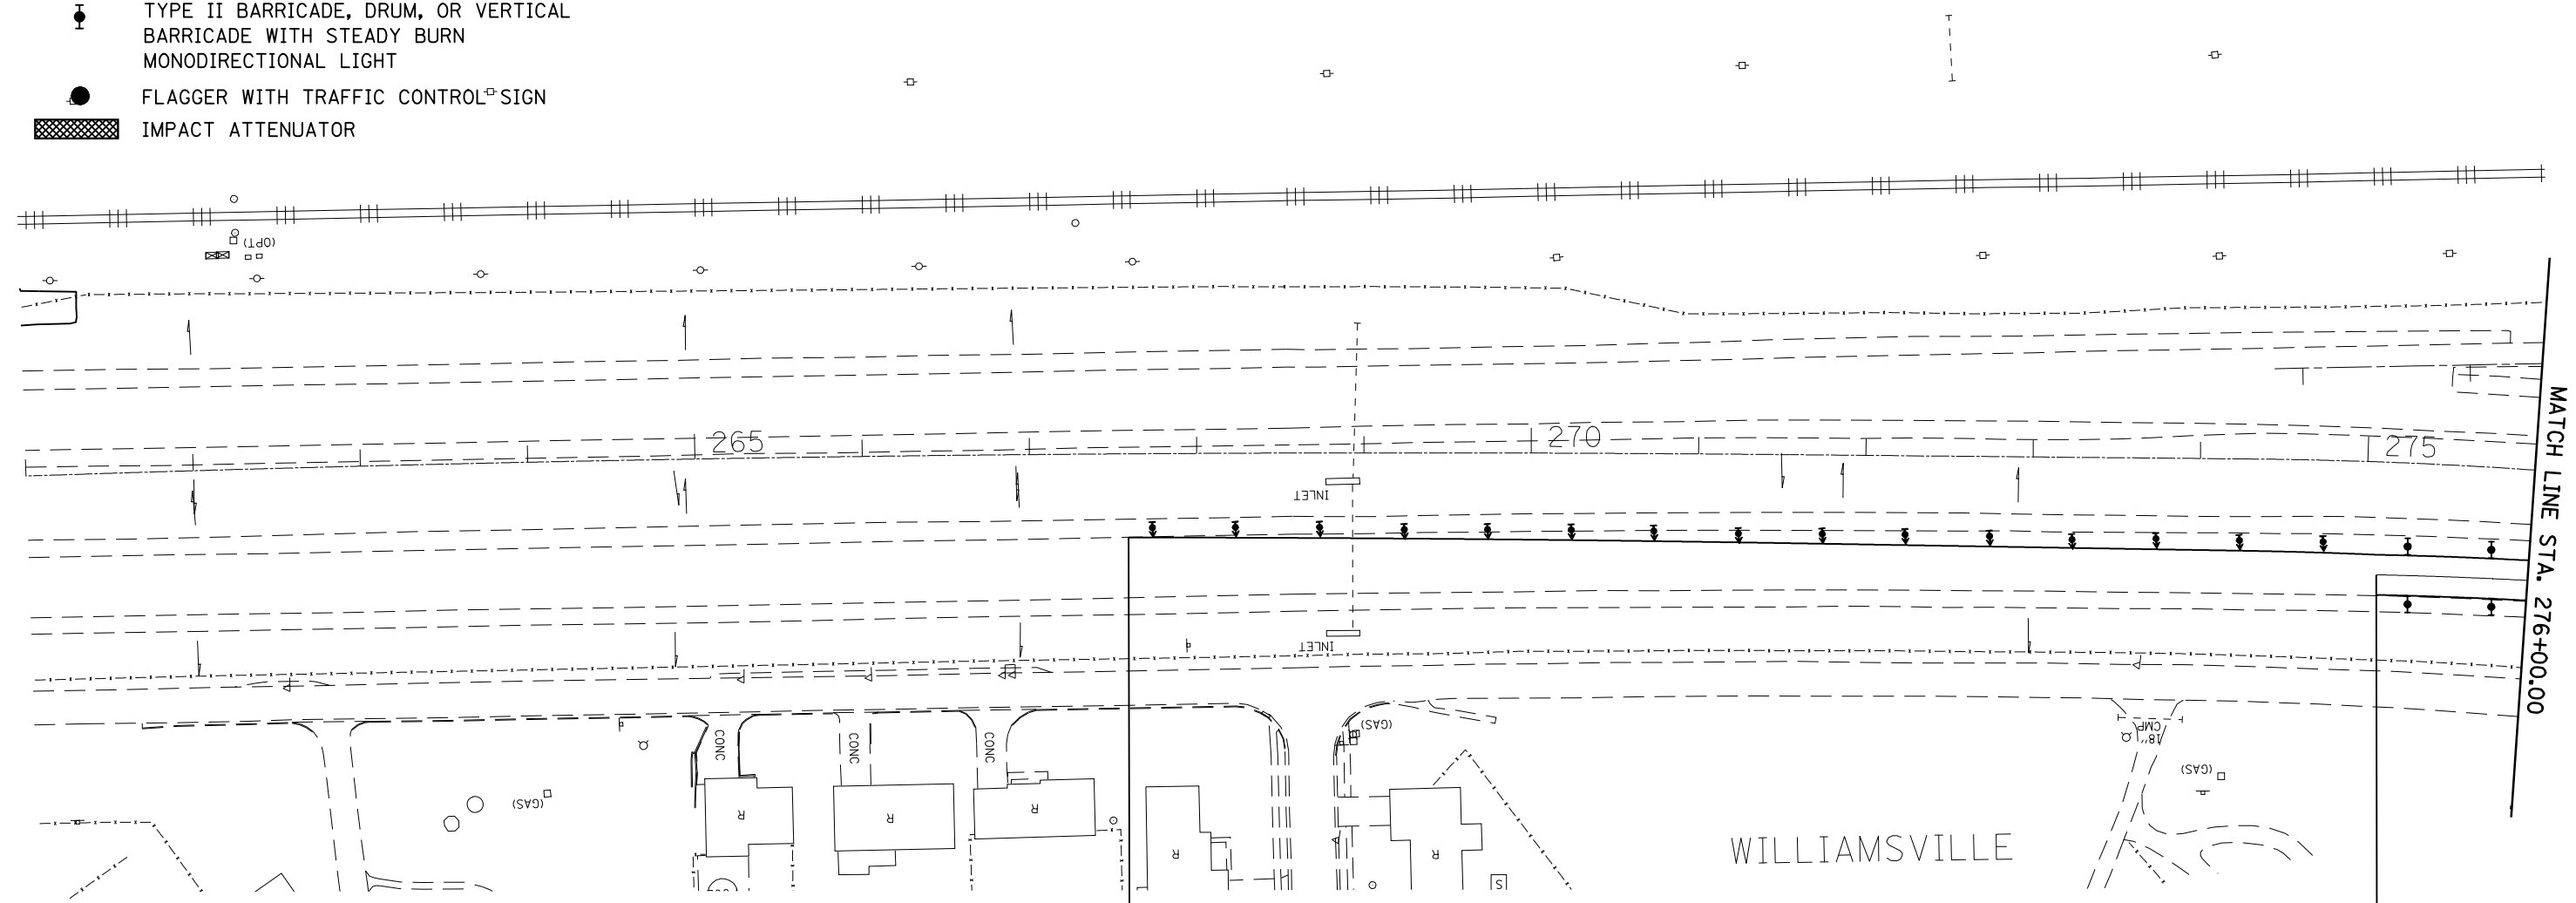 TYPE II BARRICADE, DRUM, OR VERTICAL
BARRICADE WITH STEADY BURN
MONODIRECTIONAL LIGHT
FLAGGER WITH TRAFFIC CONTROL SIGN
IMPACT ATTENUATOR
(OPT)
265
270
275
INLET
INLET
MATCH LINE STA. 276+00.00
(GAS)
18" CMP
(GAS)
(GAS)
CONC
CONC
CONC
R
R
R
R
R
S
WILLIAMSVILLE